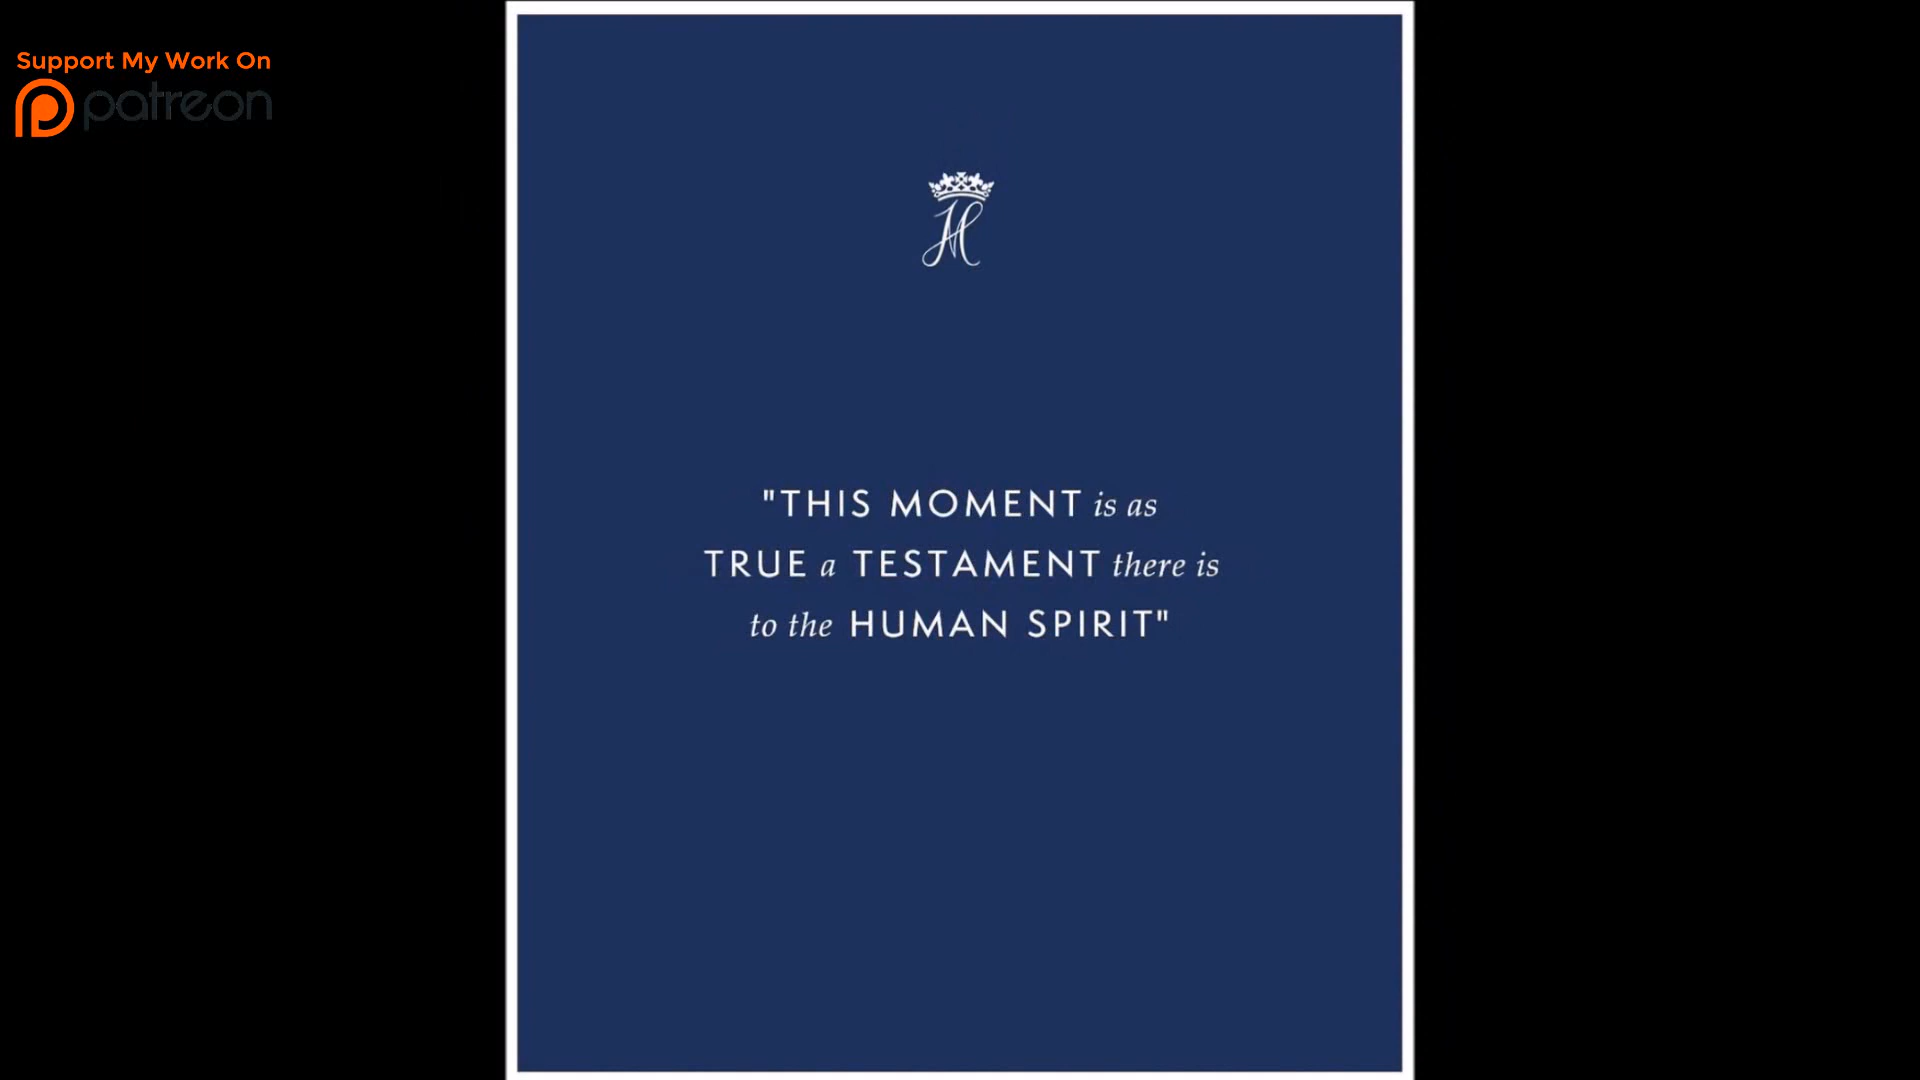 Support My Work On
patreon
"THIS MOMENT is as
TRUE a TESTAMENT there is
to the HUMAN SPIRIT"